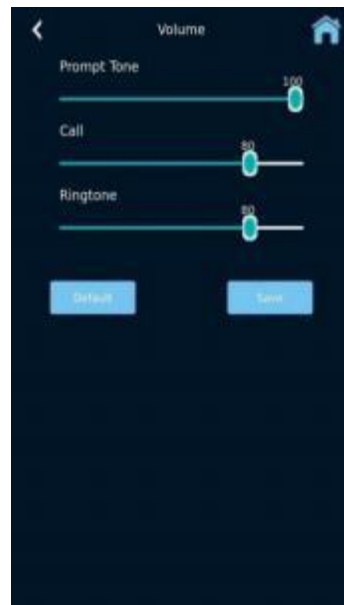 Volume
Prompt Tone
100
Call
80
Ringtone
80
Default
Save